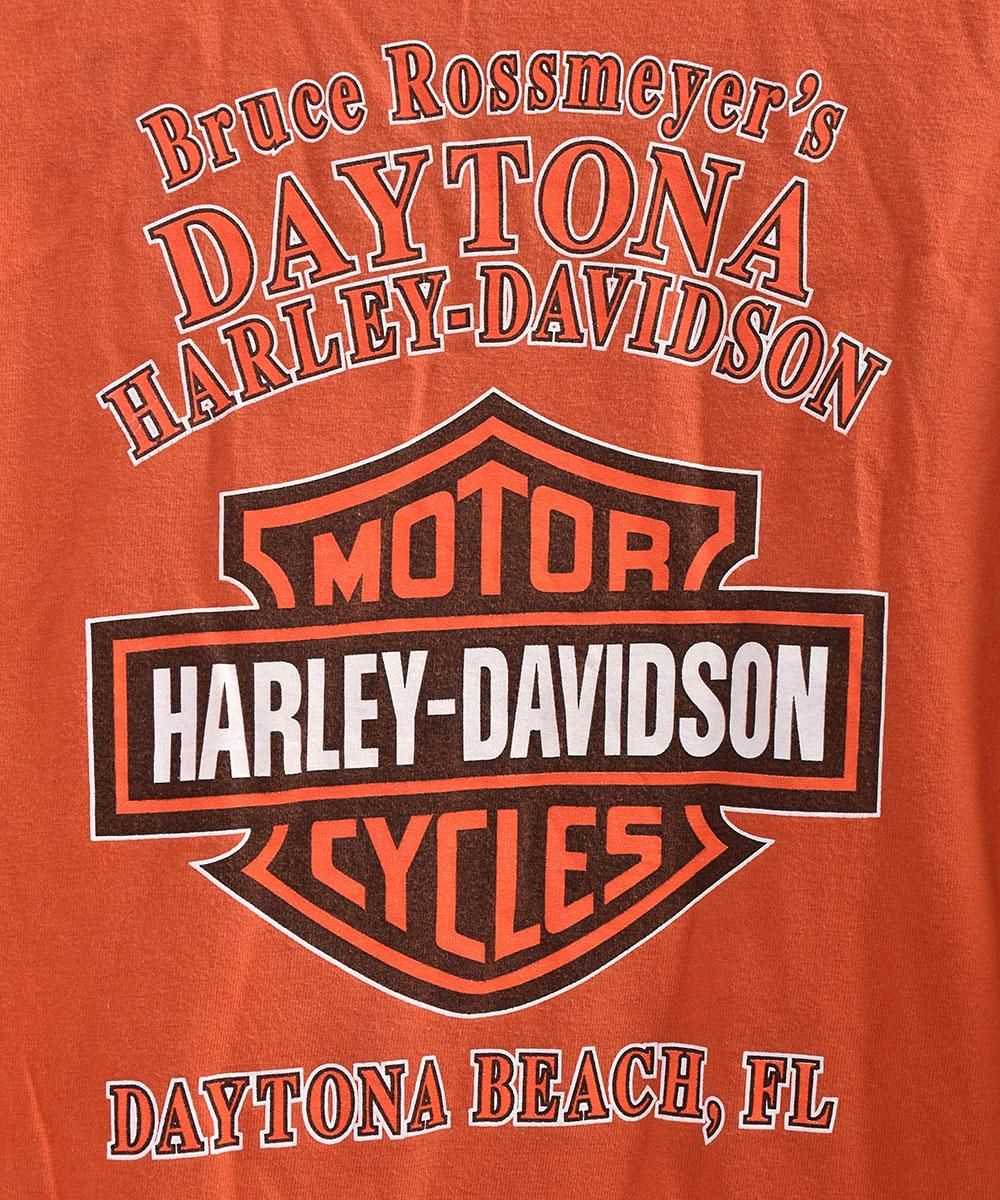 Bruce Rossmeyer's
DAYTONA
HARLEY-DAVIDSON
MOTOR
HARLEY-DAVIDSON
CYCLES
DAYTONA BEACH, FL